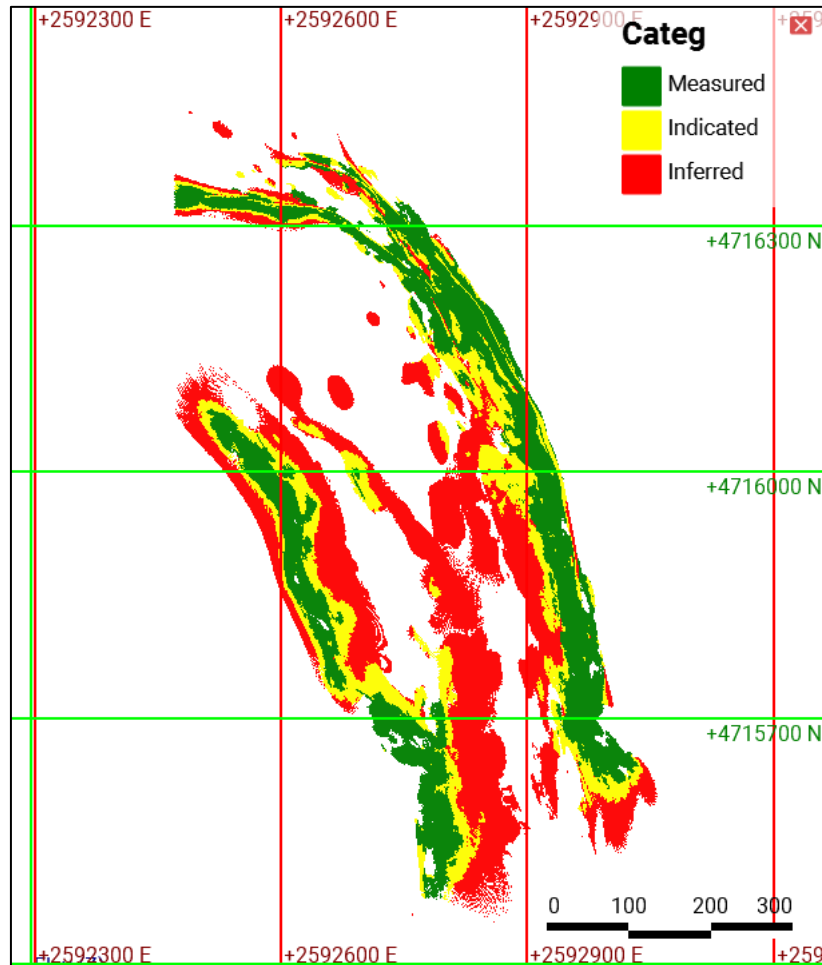 +2592300 E
+2592600 E
+2592900 E
Categ
Measured
Indicated
Inferred
+4716300 N
+4716000 N
+4715700 N
0 100 200 300
+2592300 E
+2592600 E
+2592900 E